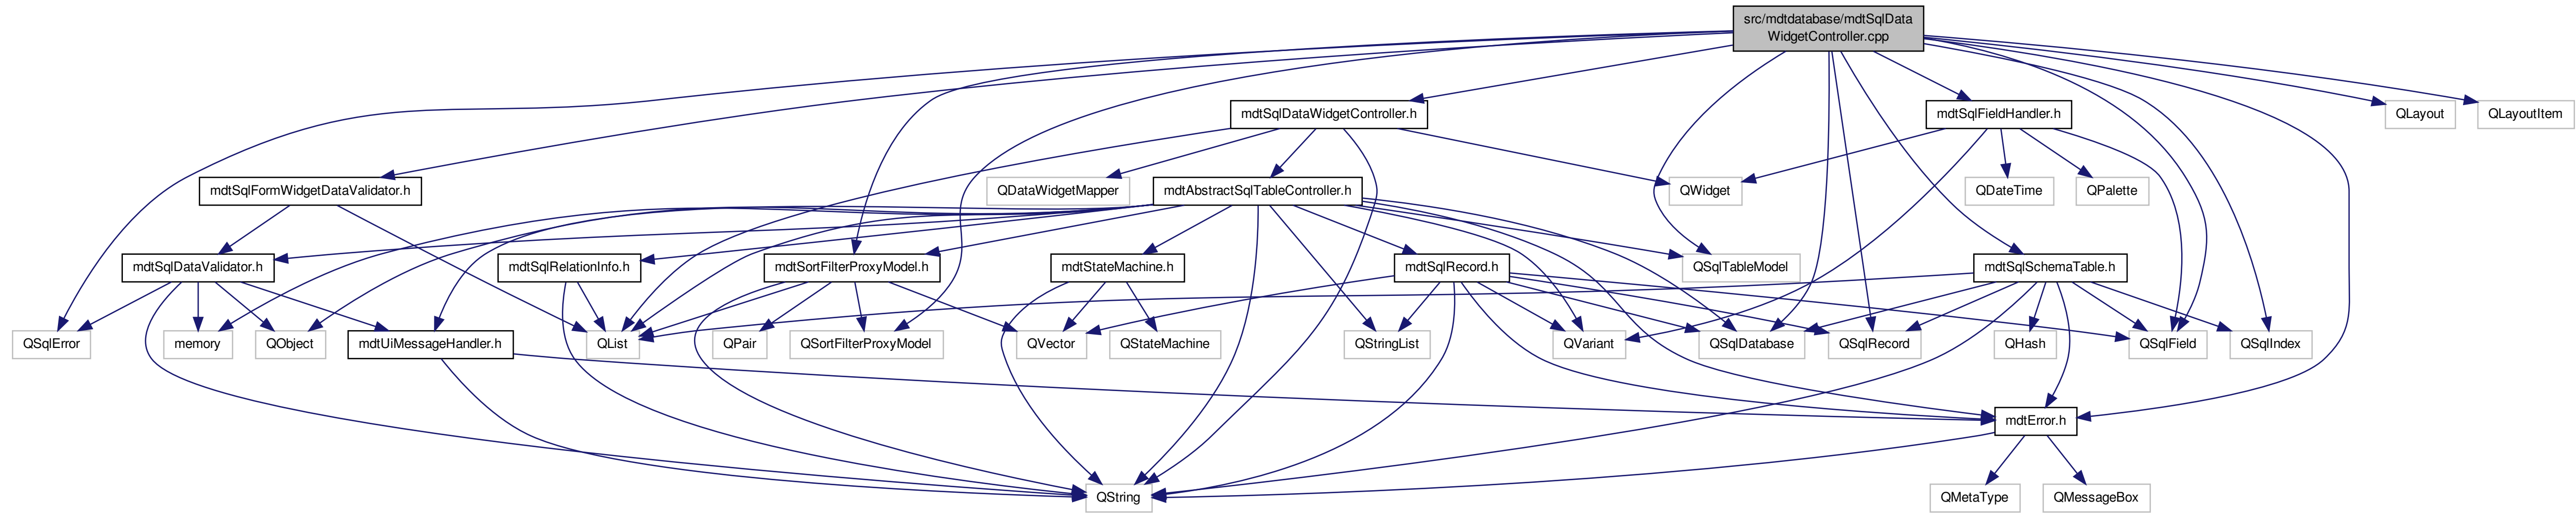 src/mdtdatabase/mdtSqlData
WidgetController.cpp
mdtSqlDataWidgetController.h
mdtSqlFieldHandler.h
QLayout
QLayoutItem
mdtSqlFormWidgetDataValidator.h
QDataWidgetMapper
mdtAbstractSqlTableController.h
QWidget
QDateTime
QPalette
mdtSqlDataValidator.h
mdtSqlRelationInfo.h
mdtSortFilterProxyModel.h
mdtStateMachine.h
mdtSqlRecord.h
QSqlTableModel
mdtSqlSchemaTable.h
QSqlError
memory
QObject
mdtUiMessageHandler.h
QList
QPair
QSortFilterProxyModel
QVector
QStateMachine
QStringList
QVariant
QSqlDatabase
QSqlRecord
QHash
QSqlField
QSqlIndex
mdtError.h
QString
QMetaType
QMessageBox